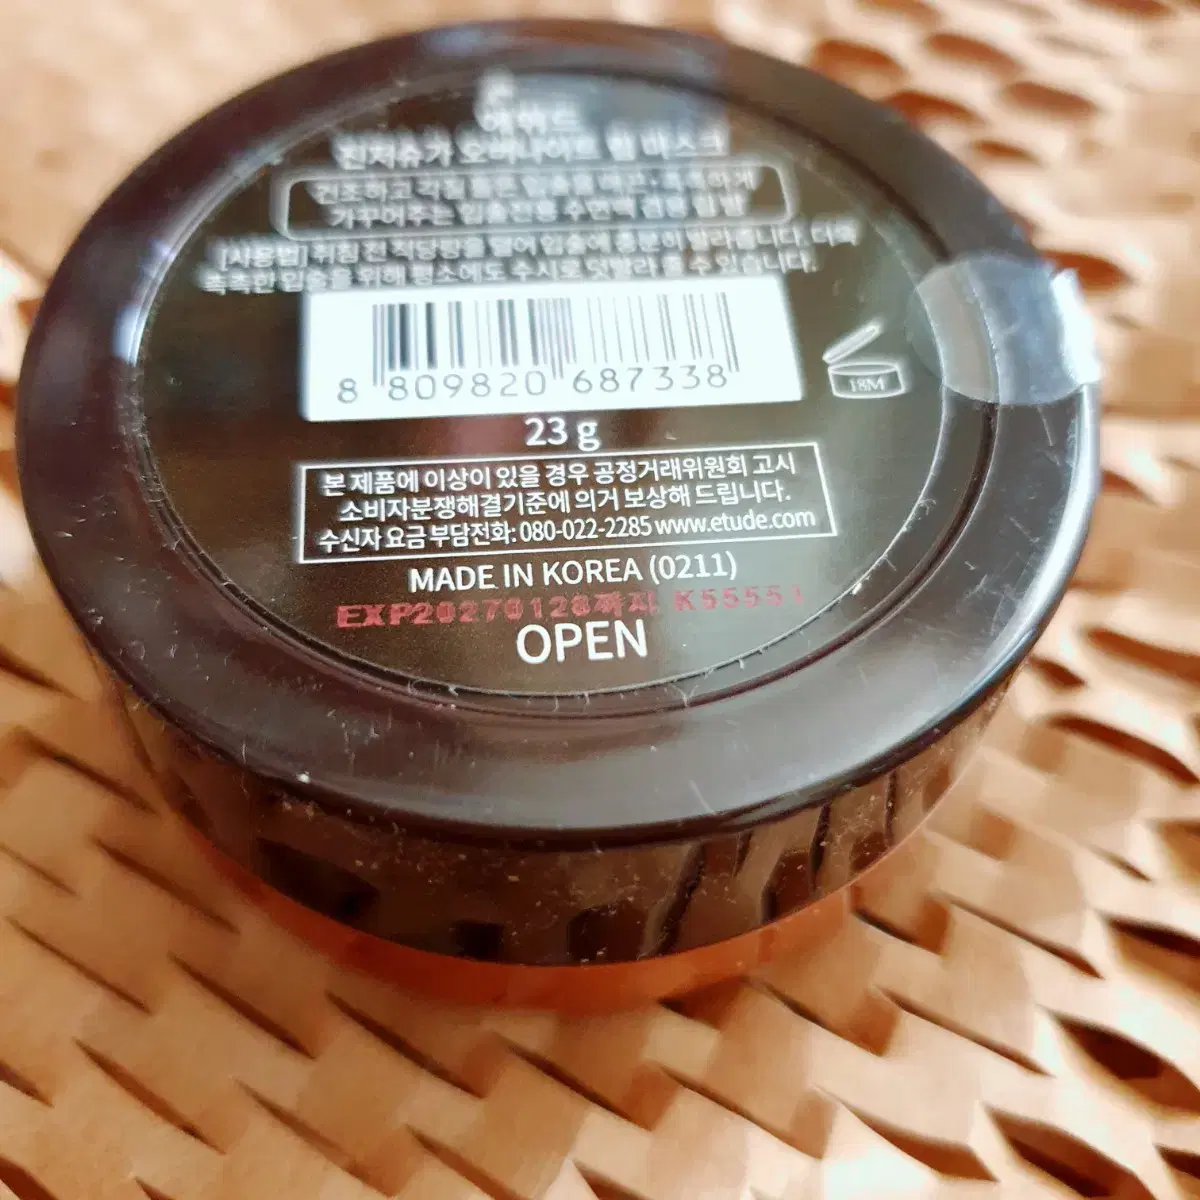 에뛰드
진저슈가 오버나이트 립 마스크
건조하고 각질 돋은 입술을 매끈·촉촉하게
가꾸어주는 입술전용 수면팩 겸용 립밤
[사용법] 취침 전 적당량을 덜어 입술에 충분히 발라줍니다. 더욱
촉촉한 입술을 위해 평소에도 수시로 덧발라 줄 수 있습니다.
8 809820 687338
18M
23 g
본 제품에 이상이 있을 경우 공정거래위원회 고시
소비자분쟁해결기준에 의거 보상해 드립니다.
수신자 요금 부담전화: 080-022-2285 www.etude.com
MADE IN KOREA (0211)
EXP20270128까지 K55551
OPEN